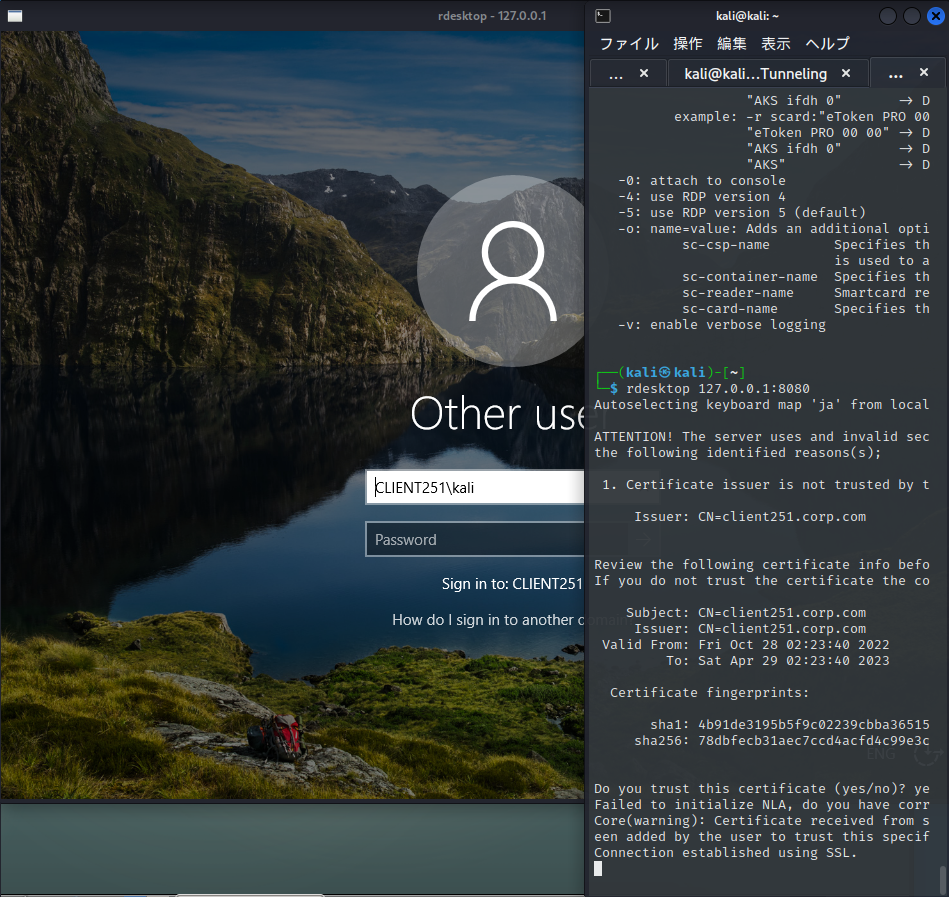 rdesktop - 127.0.0.1
Other use
CLIENT251\kali
Password
Sign in to: CLIENT251
How do I sign in to another domain
kali@kali: ~
ファイル 操作 編集 表示 ヘルプ
... × kali@kali...Tunneling × ... ×
"AKS ifdh 0" -> D
example: -r scard:"eToken PRO 00
"eToken PRO 00 00" -> D
"AKS ifdh 0" -> D
"AKS" -> D
-0: attach to console
-4: use RDP version 4
-5: use RDP version 5 (default)
-o: name=value: Adds an additional opti
sc-csp-name Specifies th
is used to a
sc-container-name Specifies th
sc-reader-name Smartcard re
sc-card-name Specifies th
-v: enable verbose logging
┌──(kali㉿kali)-[~]
└─$ rdesktop 127.0.0.1:8080
Autoselecting keyboard map 'ja' from local
ATTENTION! The server uses and invalid sec
the following identified reasons(s);
1. Certificate issuer is not trusted by t
Issuer: CN=client251.corp.com
Review the following certificate info befo
If you do not trust the certificate the co
Subject: CN=client251.corp.com
Issuer: CN=client251.corp.com
Valid From: Fri Oct 28 02:23:40 2022
To: Sat Apr 29 02:23:40 2023
Certificate fingerprints:
sha1: 4b91de3195b5f9c02239cbba36515
sha256: 78dbfecb31aec7ccd4acfd4c99e3c
ENG
Do you trust this certificate (yes/no)? ye
Failed to initialize NLA, do you have corr
Core(warning): Certificate received from s
een added by the user to trust this specif
Connection established using SSL.